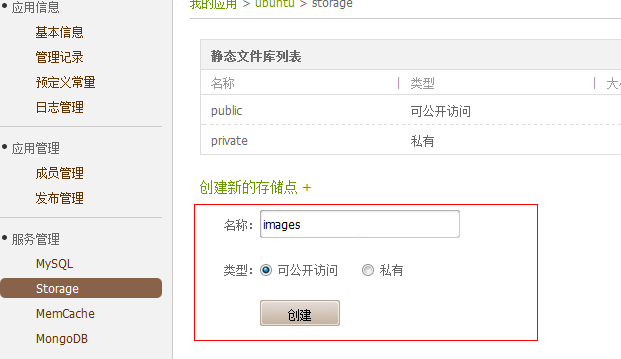 我的应用 > ubuntu > storage
应用信息
基本信息
管理记录
预定义常量
日志管理
应用管理
成员管理
发布管理
服务管理
MySQL
Storage
MemCache
MongoDB
静态文件库列表
名称 | 类型 |
public 可公开访问
private 私有
创建新的存储点 +
名称: images
类型: 可公开访问 私有
创建